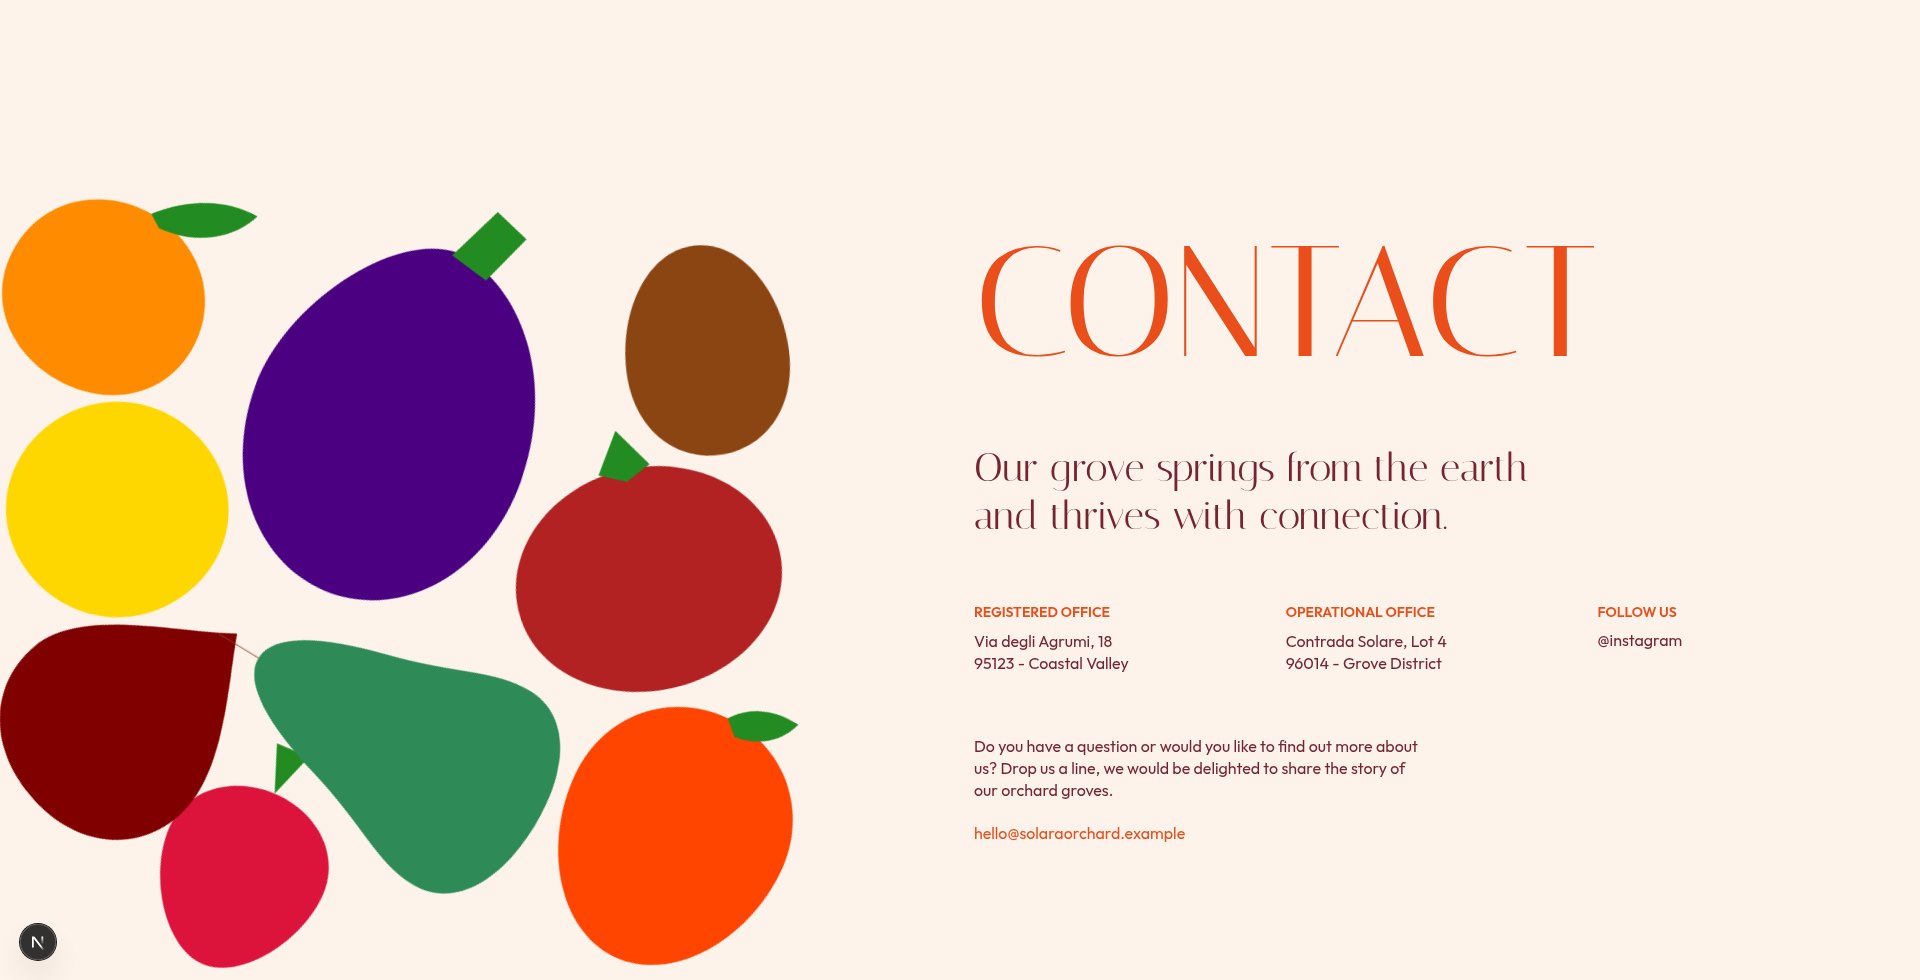 CONTACT
Our grove springs from the earth
and thrives with connection.
REGISTERED OFFICE
Via degli Agrumi, 18
95123 - Coastal Valley
OPERATIONAL OFFICE
Contrada Solare, Lot 4
96014 - Grove District
FOLLOW US
@instagram
Do you have a question or would you like to find out more about
us? Drop us a line, we would be delighted to share the story of
our orchard groves.
hello@solaraorchard.example
N